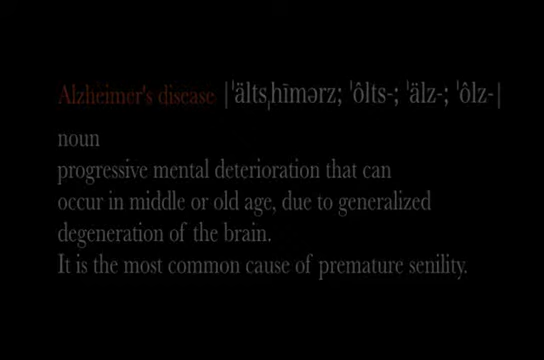 Alzheimer's disease |ˈältsˌhīmərz; ˈôlts-; ˈälz-; ˈôlz-|
noun
progressive mental deterioration that can
occur in middle or old age, due to generalized
degeneration of the brain.
It is the most common cause of premature senility.